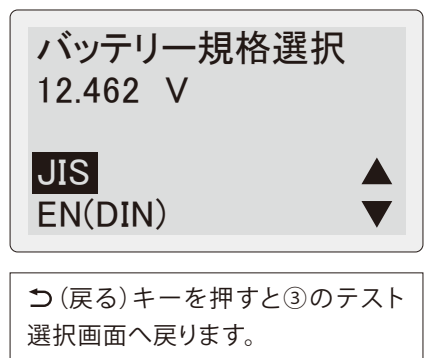 バッテリー規格選択
12.462 V
JIS ▲
EN(DIN) ▼
⮌(戻る)キーを押すと③のテスト
選択画面へ戻ります。